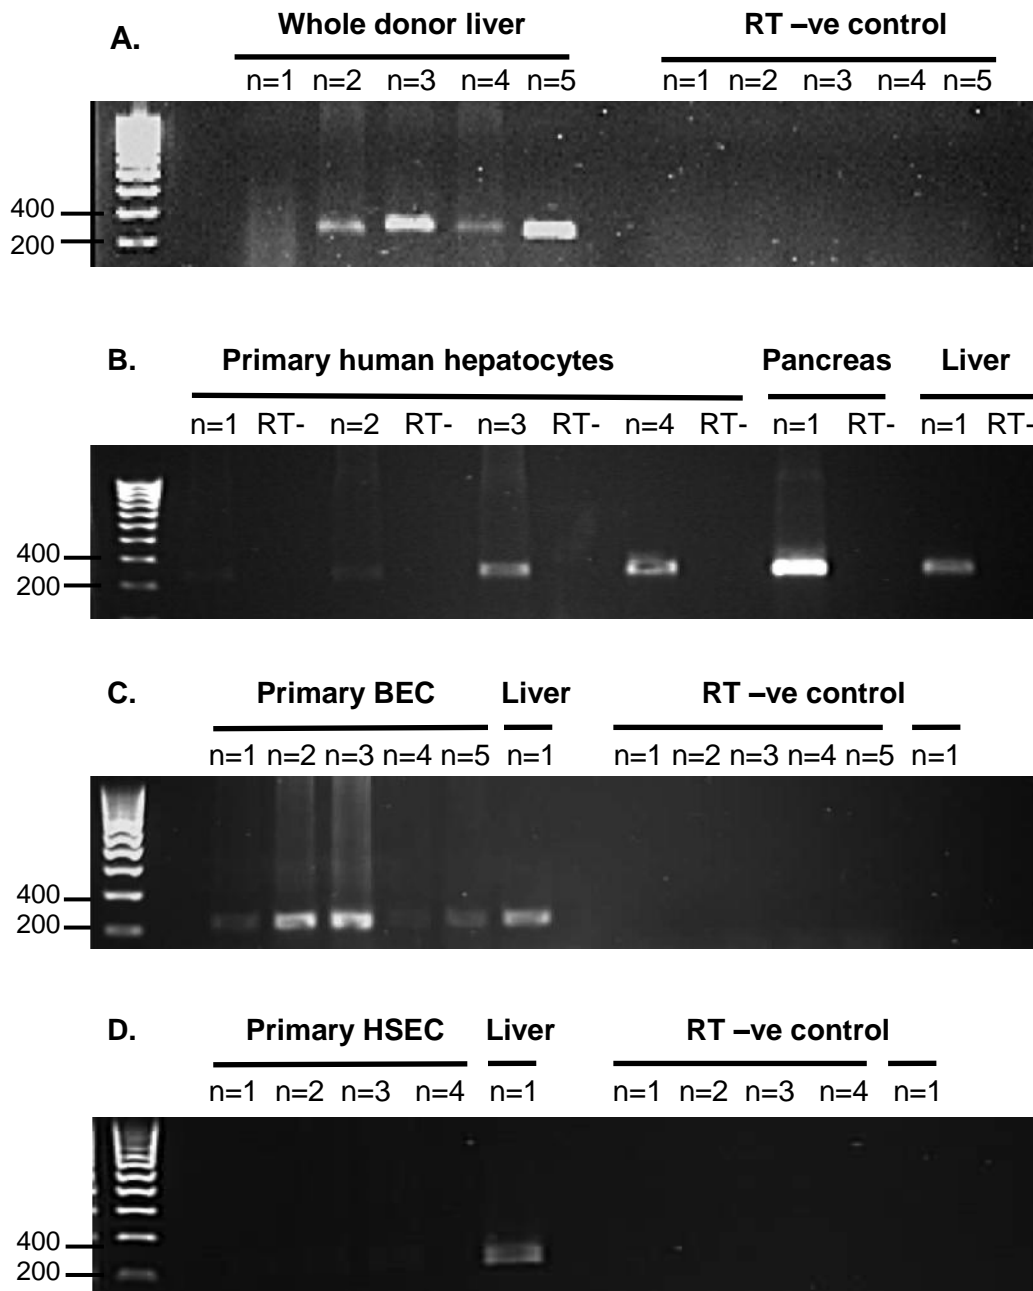 A.
Whole donor liver RT –ve control
n=1 n=2 n=3 n=4 n=5 n=1 n=2 n=3 n=4 n=5
400
200
B.
Primary human hepatocytes Pancreas Liver
n=1 RT- n=2 RT- n=3 RT- n=4 RT- n=1 RT- n=1 RT-
400
200
C.
Primary BEC Liver RT –ve control
n=1 n=2 n=3 n=4 n=5 n=1 n=1 n=2 n=3 n=4 n=5 n=1
400
200
D.
Primary HSEC Liver RT –ve control
n=1 n=2 n=3 n=4 n=1 n=1 n=2 n=3 n=4 n=1
400
200